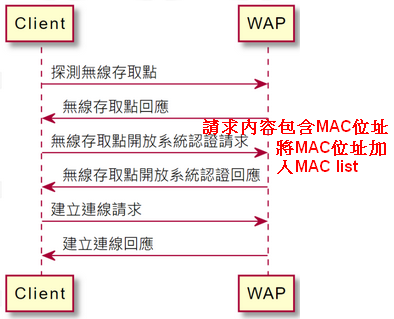 Client WAP
探測無線存取點
無線存取點回應
請求內容包含MAC位址
無線存取點開放系統認證請求
將MAC位址加
入MAC list
無線存取點開放系統認證回應
建立連線請求
建立連線回應
Client WAP